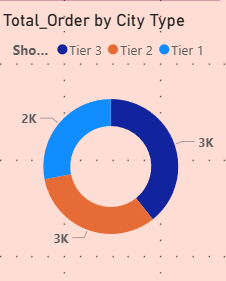 Total_Order by City Type
Sho... Tier 3 Tier 2 Tier 1
2K
3K
3K